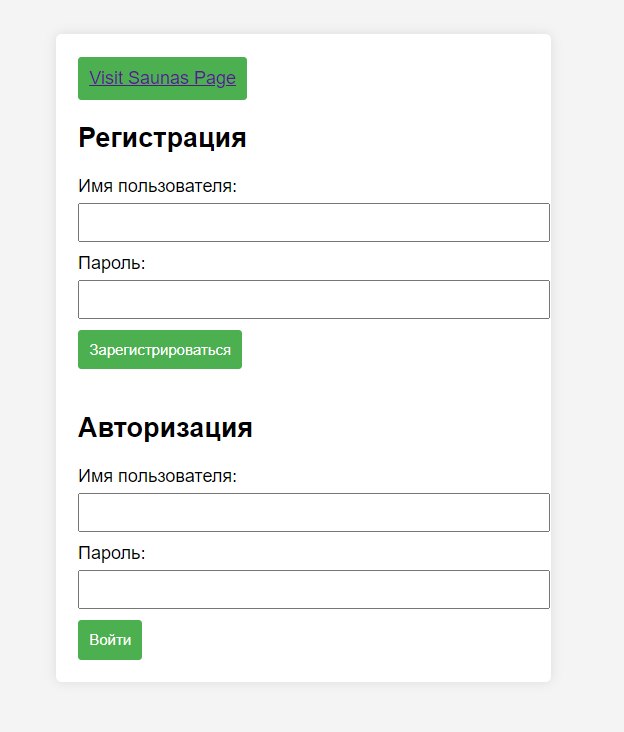 Visit Saunas Page
Регистрация
Имя пользователя:
Пароль:
Зарегистрироваться
Авторизация
Имя пользователя:
Пароль:
Войти